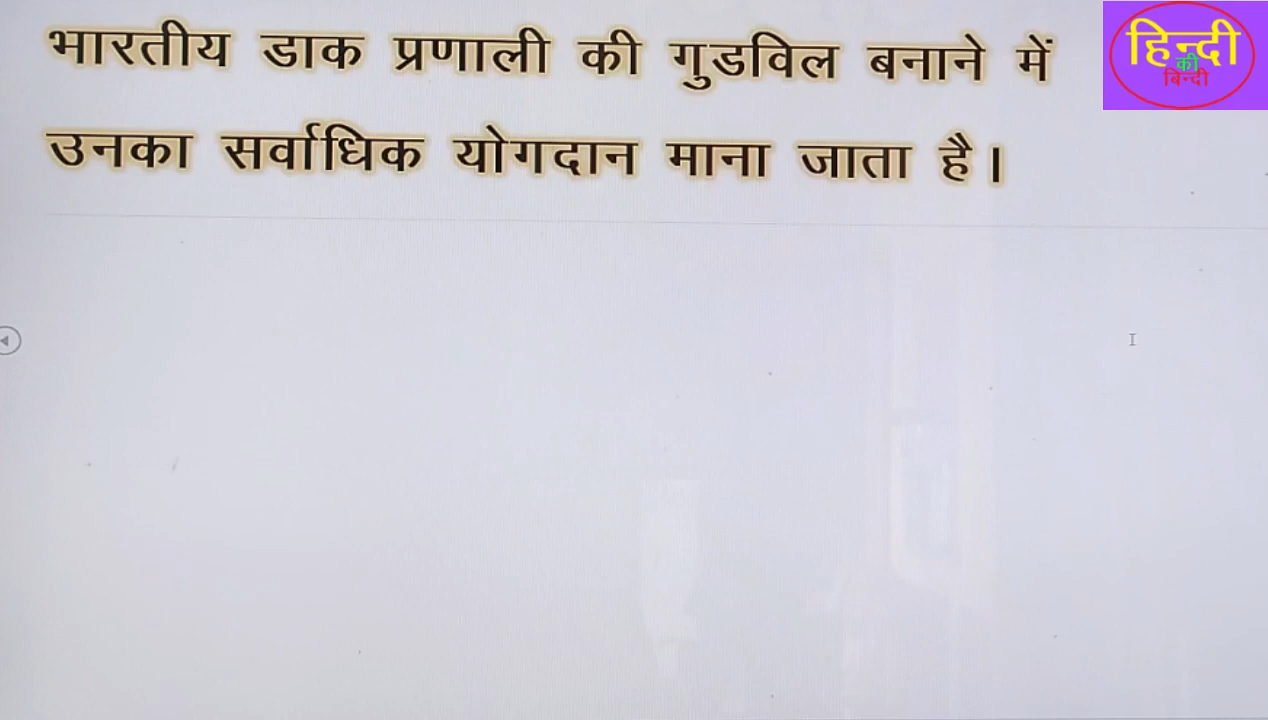 भारतीय डाक प्रणाली की गुडविल बनाने में
उनका सर्वाधिक योगदान माना जाता है।
हिन्दी
की
बिन्दी